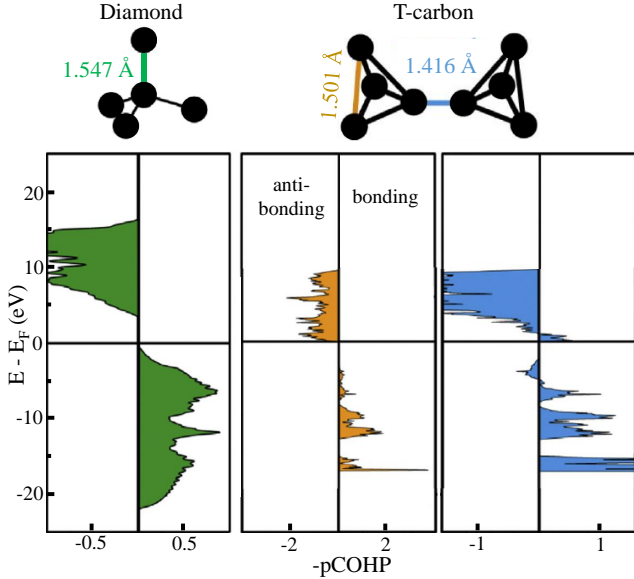 Diamond
T-carbon
1.547 Å
1.501 Å
1.416 Å
anti-
bonding
bonding
E - E_F (eV)
20
10
0
-10
-20
-0.5
0.5
-2
2
-1
1
-pCOHP